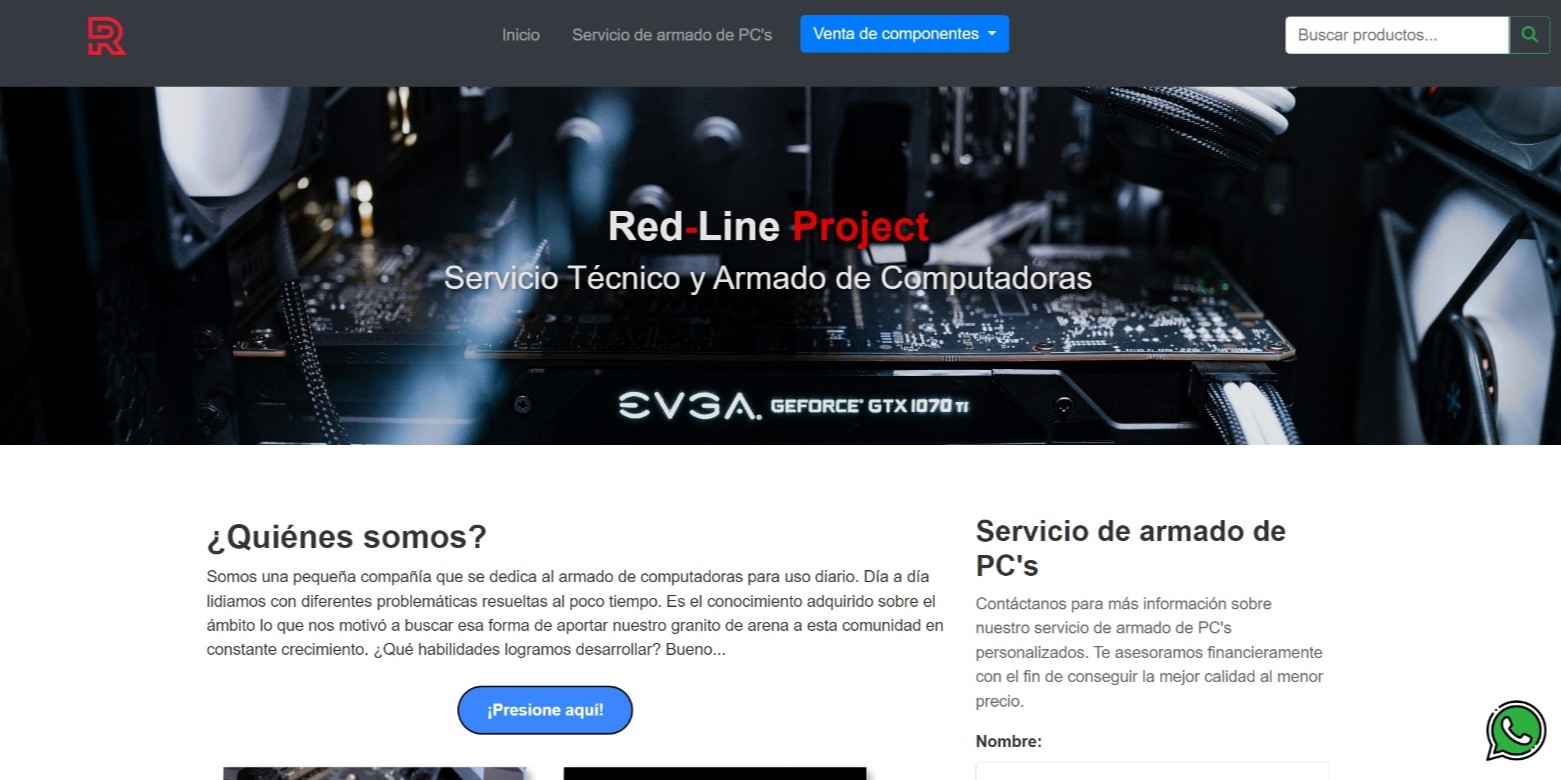 Inicio
Servicio de armado de PC's
Venta de componentes
Buscar productos...
Red-Line Project
Servicio Técnico y Armado de Computadoras
EVGA
EVGA. GEFORCE® GTX 1070 TI
¿Quiénes somos?
Somos una pequeña compañía que se dedica al armado de computadoras para uso diario. Día a día
lidiamos con diferentes problemáticas resueltas al poco tiempo. Es el conocimiento adquirido sobre el
ámbito lo que nos motivó a buscar esa forma de aportar nuestro granito de arena a esta comunidad en
constante crecimiento. ¿Qué habilidades logramos desarrollar? Bueno...
¡Presione aquí!
Servicio de armado de
PC's
Contáctanos para más información sobre
nuestro servicio de armado de PC's
personalizados. Te asesoramos financieramente
con el fin de conseguir la mejor calidad al menor
precio.
Nombre: